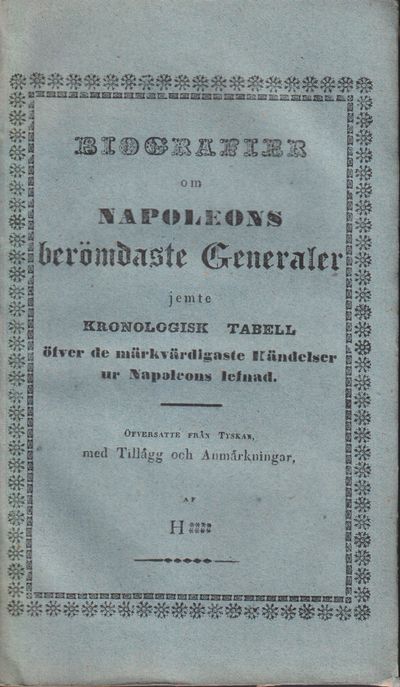 BIOGRAFIER
om
NAPOLEONS
berömdaste Generaler
jemte
KRONOLOGISK TABELL
öfver de märkvärdigaste Händelser
ur Napoleons lefnad.
ÖFVERSATTE FRÅN TYSKAN,
med Tillägg och Anmärkningar,
AF
H